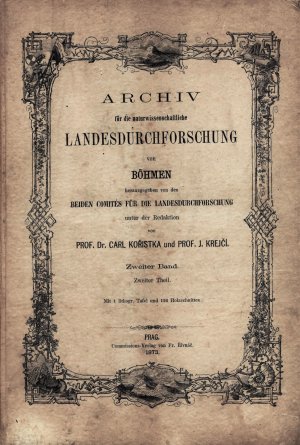 ARCHIV
für die naturwissenschaftliche
LANDESDURCHFORSCHUNG
von
BÖHMEN
herausgegeben von den
BEIDEN COMITÉS FÜR DIE LANDESDURCHFORSCHUNG
unter der Redaktion
von
PROF. Dr. CARL KOŘISTKA und PROF. J. KREJČÍ.
Zweiter Band.
Zweiter Theil.
Mit 1 lithogr. Tafel und Holzschnitten.
PRAG.
Commissions-Verlag von Fr. Řivnáč.
1873.